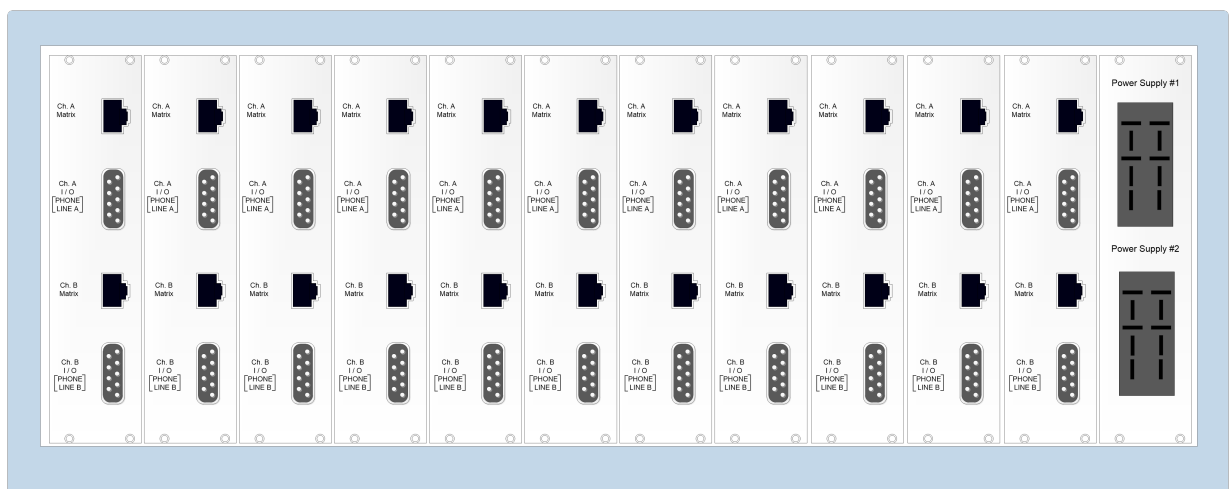 Ch. A
Matrix
Ch. A
I / O
PHONE
LINE A
Ch. B
Matrix
Ch. B
I / O
PHONE
LINE B
Ch. A
Matrix
Ch. A
I / O
PHONE
LINE A
Ch. B
Matrix
Ch. B
I / O
PHONE
LINE B
Ch. A
Matrix
Ch. A
I / O
PHONE
LINE A
Ch. B
Matrix
Ch. B
I / O
PHONE
LINE B
Ch. A
Matrix
Ch. A
I / O
PHONE
LINE A
Ch. B
Matrix
Ch. B
I / O
PHONE
LINE B
Ch. A
Matrix
Ch. A
I / O
PHONE
LINE A
Ch. B
Matrix
Ch. B
I / O
PHONE
LINE B
Ch. A
Matrix
Ch. A
I / O
PHONE
LINE A
Ch. B
Matrix
Ch. B
I / O
PHONE
LINE B
Ch. A
Matrix
Ch. A
I / O
PHONE
LINE A
Ch. B
Matrix
Ch. B
I / O
PHONE
LINE B
Ch. A
Matrix
Ch. A
I / O
PHONE
LINE A
Ch. B
Matrix
Ch. B
I / O
PHONE
LINE B
Ch. A
Matrix
Ch. A
I / O
PHONE
LINE A
Ch. B
Matrix
Ch. B
I / O
PHONE
LINE B
Ch. A
Matrix
Ch. A
I / O
PHONE
LINE A
Ch. B
Matrix
Ch. B
I / O
PHONE
LINE B
Ch. A
Matrix
Ch. A
I / O
PHONE
LINE A
Ch. B
Matrix
Ch. B
I / O
PHONE
LINE B
Power Supply #1
Power Supply #2